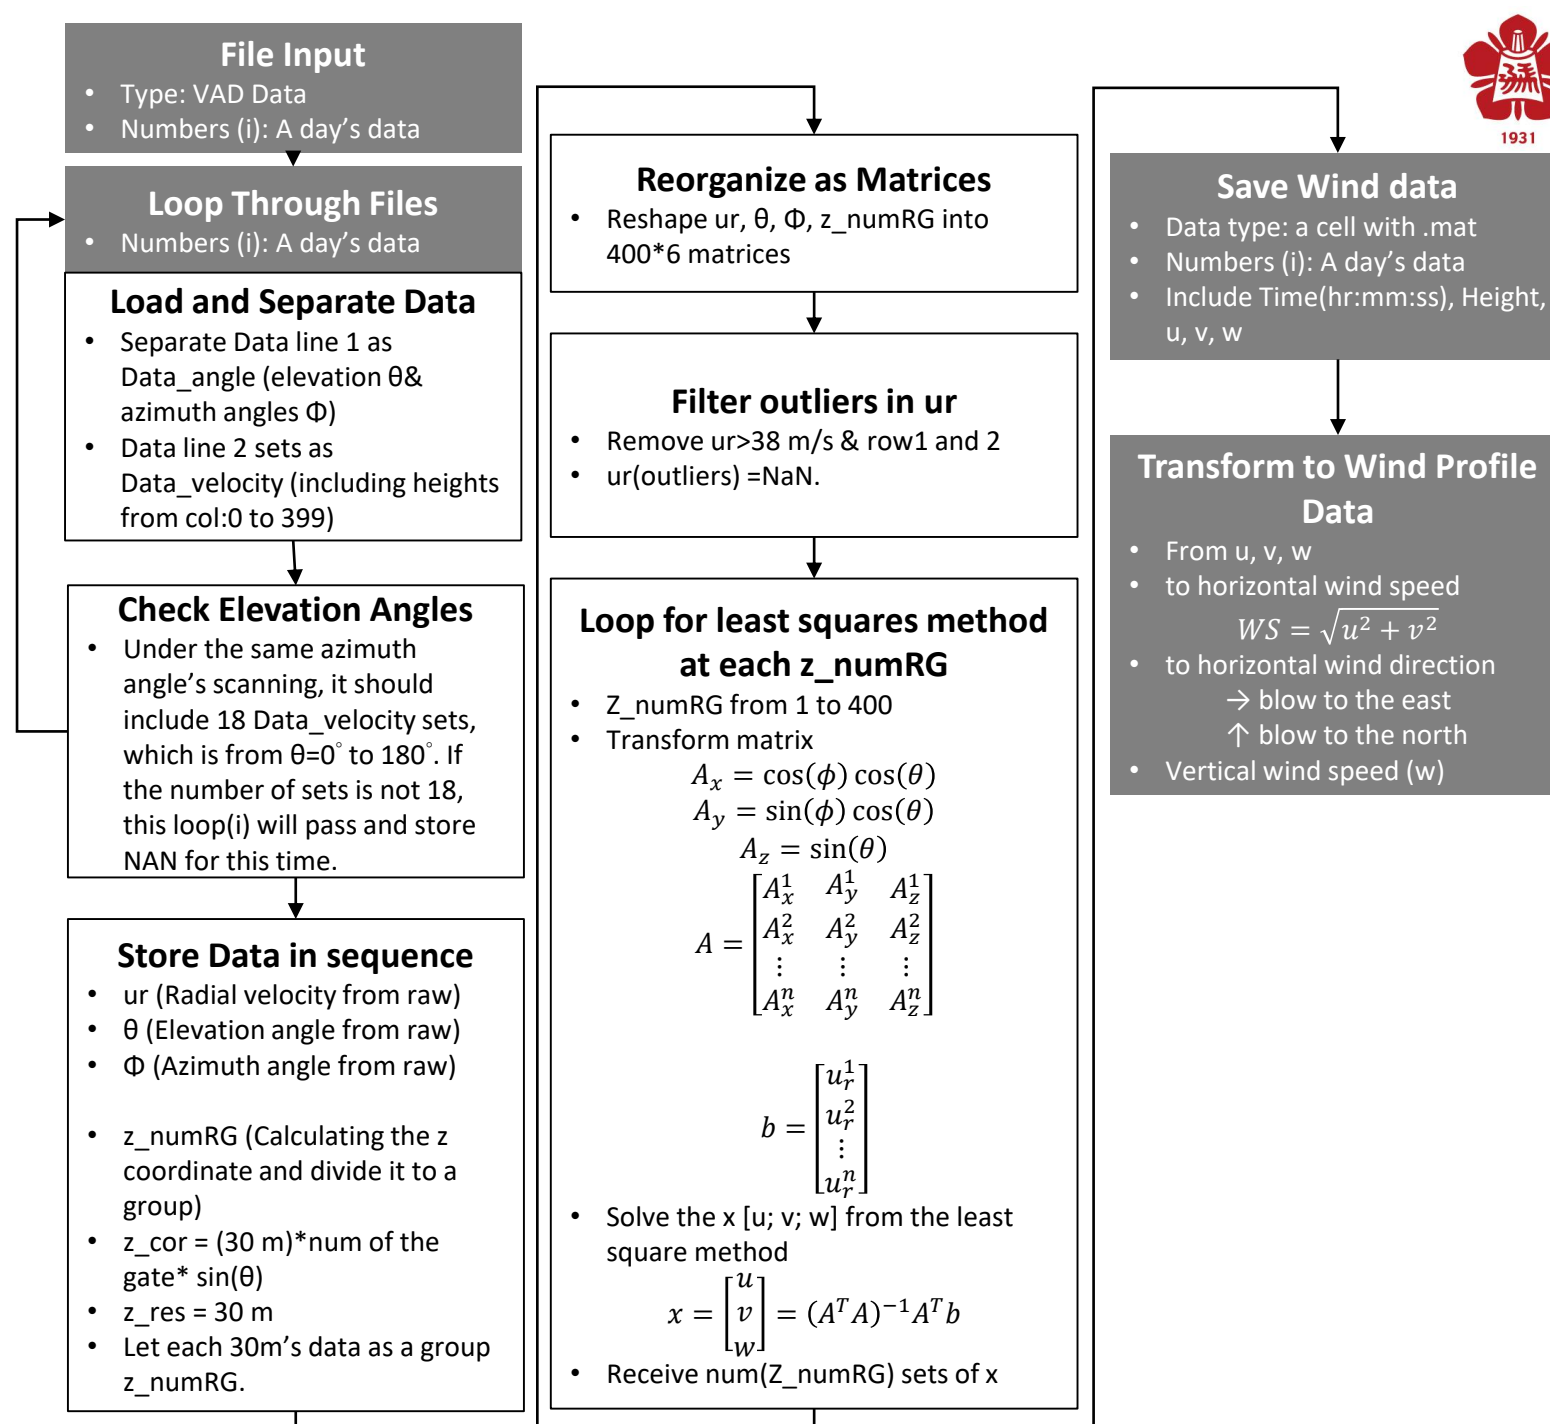 File Input
• Type: VAD Data
• Numbers (i): A day's data
Loop Through Files
• Numbers (i): A day's data
Load and Separate Data
• Separate Data line 1 as
Data_angle (elevation θ&
azimuth angles Φ)
• Data line 2 sets as
Data_velocity (including heights
from col:0 to 399)
Check Elevation Angles
• Under the same azimuth
angle's scanning, it should
include 18 Data_velocity sets,
which is from θ=0° to 180°. If
the number of sets is not 18,
this loop(i) will pass and store
NAN for this time.
Store Data in sequence
• ur (Radial velocity from raw)
• θ (Elevation angle from raw)
• Φ (Azimuth angle from raw)
• z_numRG (Calculating the z
coordinate and divide it to a
group)
• z_cor = (30 m)*num of the
gate* sin(θ)
• z_res = 30 m
• Let each 30m's data as a group
z_numRG.
Reorganize as Matrices
• Reshape ur, θ, Φ, z_numRG into
400*6 matrices
Filter outliers in ur
• Remove ur>38 m/s & row1 and 2
• ur(outliers) =NaN.
Loop for least squares method
at each z_numRG
• Z_numRG from 1 to 400
• Transform matrix
A_x = cos(ϕ) cos(θ)
A_y = sin(ϕ) cos(θ)
A_z = sin(θ)
A = [A_x^1 A_y^1 A_z^1
A_x^2 A_y^2 A_z^2
⋮ ⋮ ⋮
A_x^n A_y^n A_z^n]
b = [u_r^1
u_r^2
⋮
u_r^n]
• Solve the x [u; v; w] from the least
square method
x = [u v w] = (A^T A)^−1 A^T b
• Receive num(Z_numRG) sets of x
1931
Save Wind data
• Data type: a cell with .mat
• Numbers (i): A day's data
• Include Time(hr:mm:ss), Height,
u, v, w
Transform to Wind Profile
Data
• From u, v, w
• to horizontal wind speed
WS = √(u² + v²)
• to horizontal wind direction
→ blow to the east
↑ blow to the north
• Vertical wind speed (w)